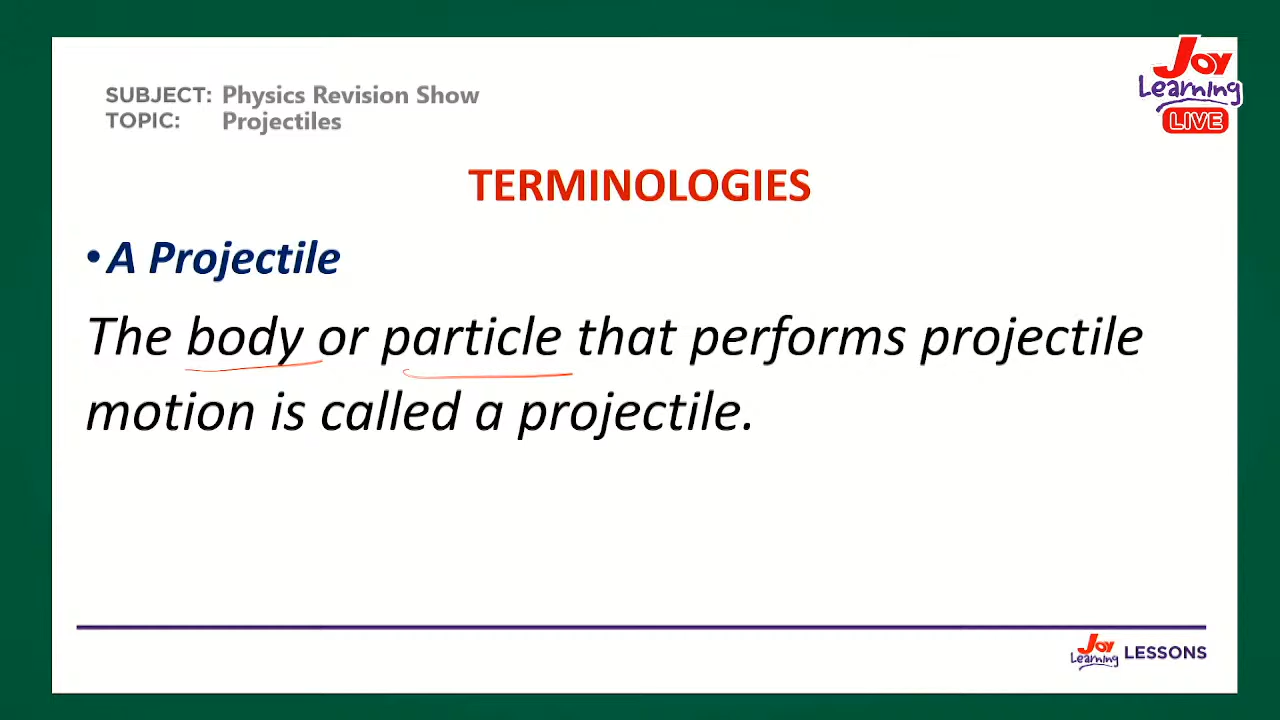 SUBJECT: Physics Revision Show
TOPIC: Projectiles
Joy
Learning
LIVE
TERMINOLOGIES
• A Projectile
The body or particle that performs projectile
motion is called a projectile.
Joy
Learning LESSONS